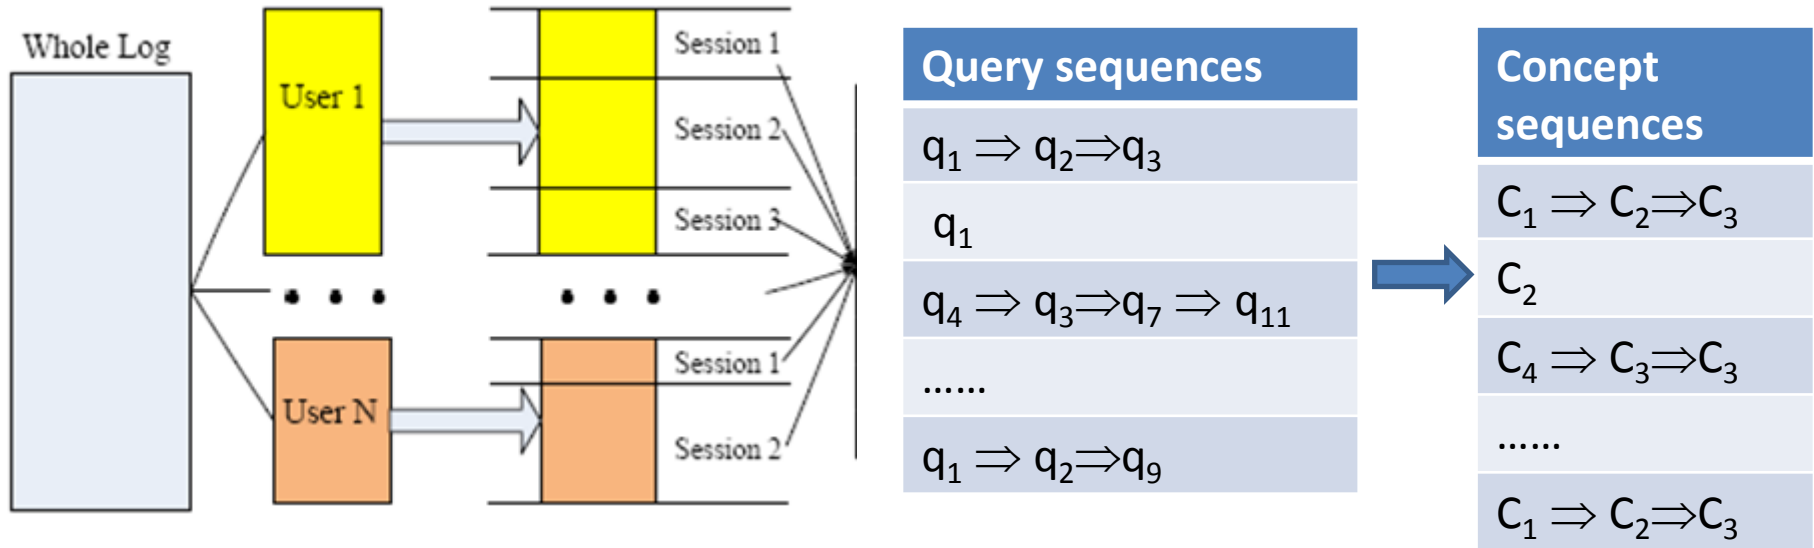 Whole Log
User 1
Session 1
Session 2
Session 3
• • •
• • •
User N
Session 1
Session 2
Query sequences
q₁ ⇒ q₂⇒q₃
q₁
q₄ ⇒ q₃⇒q₇ ⇒ q₁₁
......
q₁ ⇒ q₂⇒q₉
Concept
sequences
C₁ ⇒ C₂⇒C₃
C₂
C₄ ⇒ C₃⇒C₃
......
C₁ ⇒ C₂⇒C₃